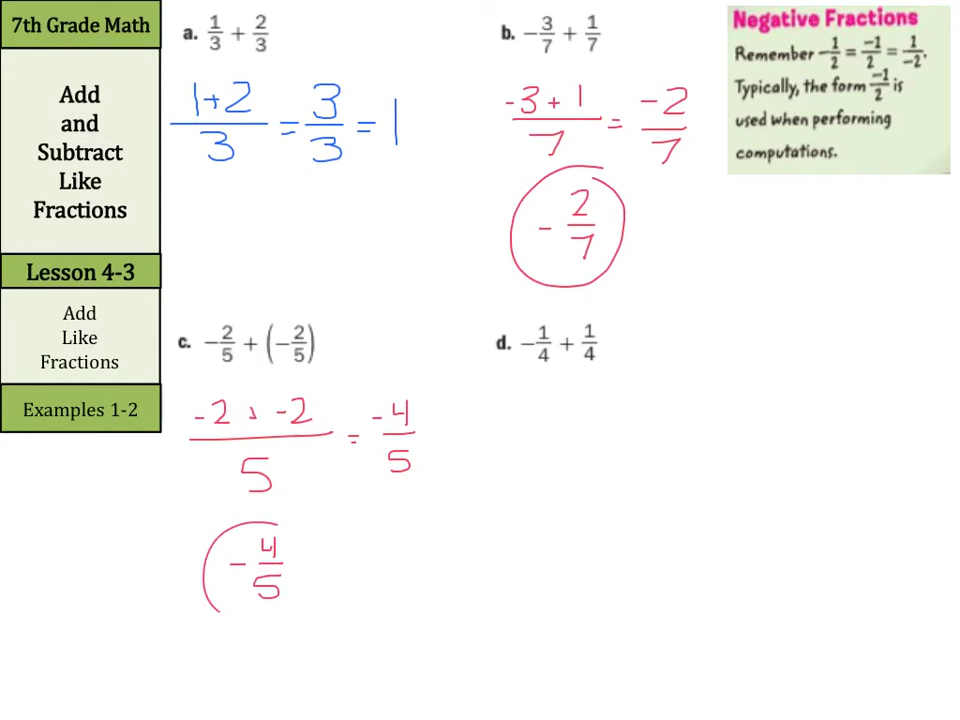 7th Grade Math
Add
and
Subtract
Like
Fractions
Lesson 4-3
Add
Like
Fractions
Examples 1-2
a. 1/3 + 2/3
1+2/3 = 3/3 = 1
b. -3/7 + 1/7
-3+1/7 = -2/7
-2/7
Negative Fractions
Remember -1/2 = -1/2 = 1/-2.
Typically, the form -1/2 is
used when performing
computations.
c. -2/5 + (-2/5)
-2 + -2/5 = -4/5
-4/5
d. -1/4 + 1/4